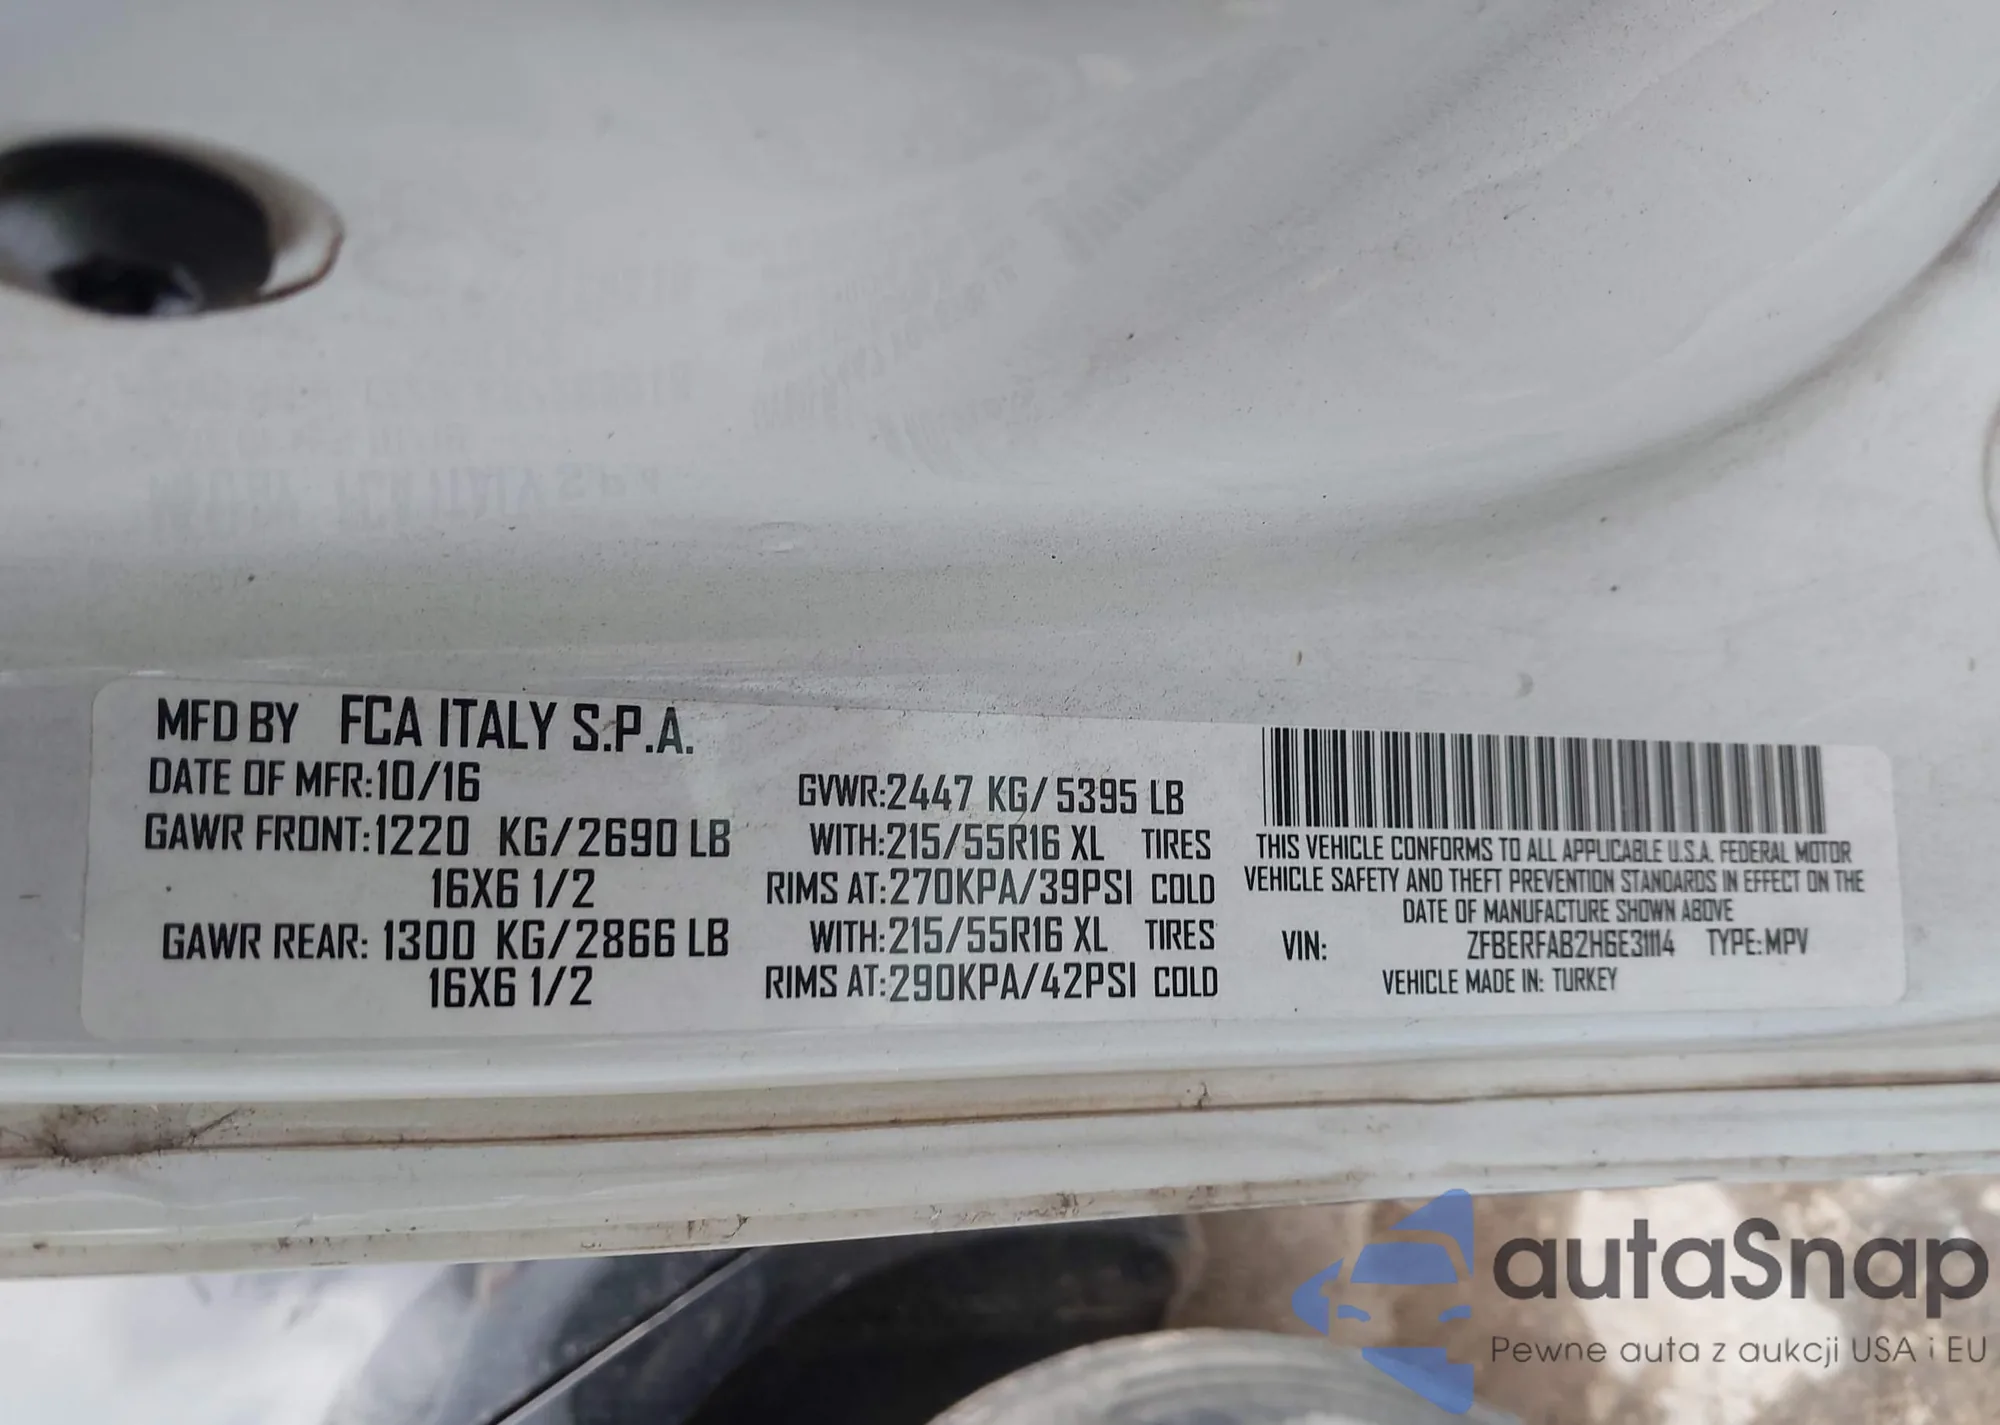 MFD BY FCA ITALY S.P.A.
DATE OF MFR:10/16
GAWR FRONT:1220 KG/2690 LB
16X6 1/2
GAWR REAR: 1300 KG/2866 LB
16X6 1/2
GVWR:2447 KG/5395 LB
WITH:215/55R16 XL TIRES
RIMS AT:270KPA/39PSI COLD
WITH:215/55R16 XL TIRES
RIMS AT:290KPA/42PSI COLD
THIS VEHICLE CONFORMS TO ALL APPLICABLE U.S.A. FEDERAL MOTOR
VEHICLE SAFETY AND THEFT PREVENTION STANDARDS IN EFFECT ON THE
DATE OF MANUFACTURE SHOWN ABOVE
VIN: ZFBERFAB2H6E31114 TYPE:MPV
VEHICLE MADE IN: TURKEY
autaSnap
Pewne auta z aukcji USA i EU